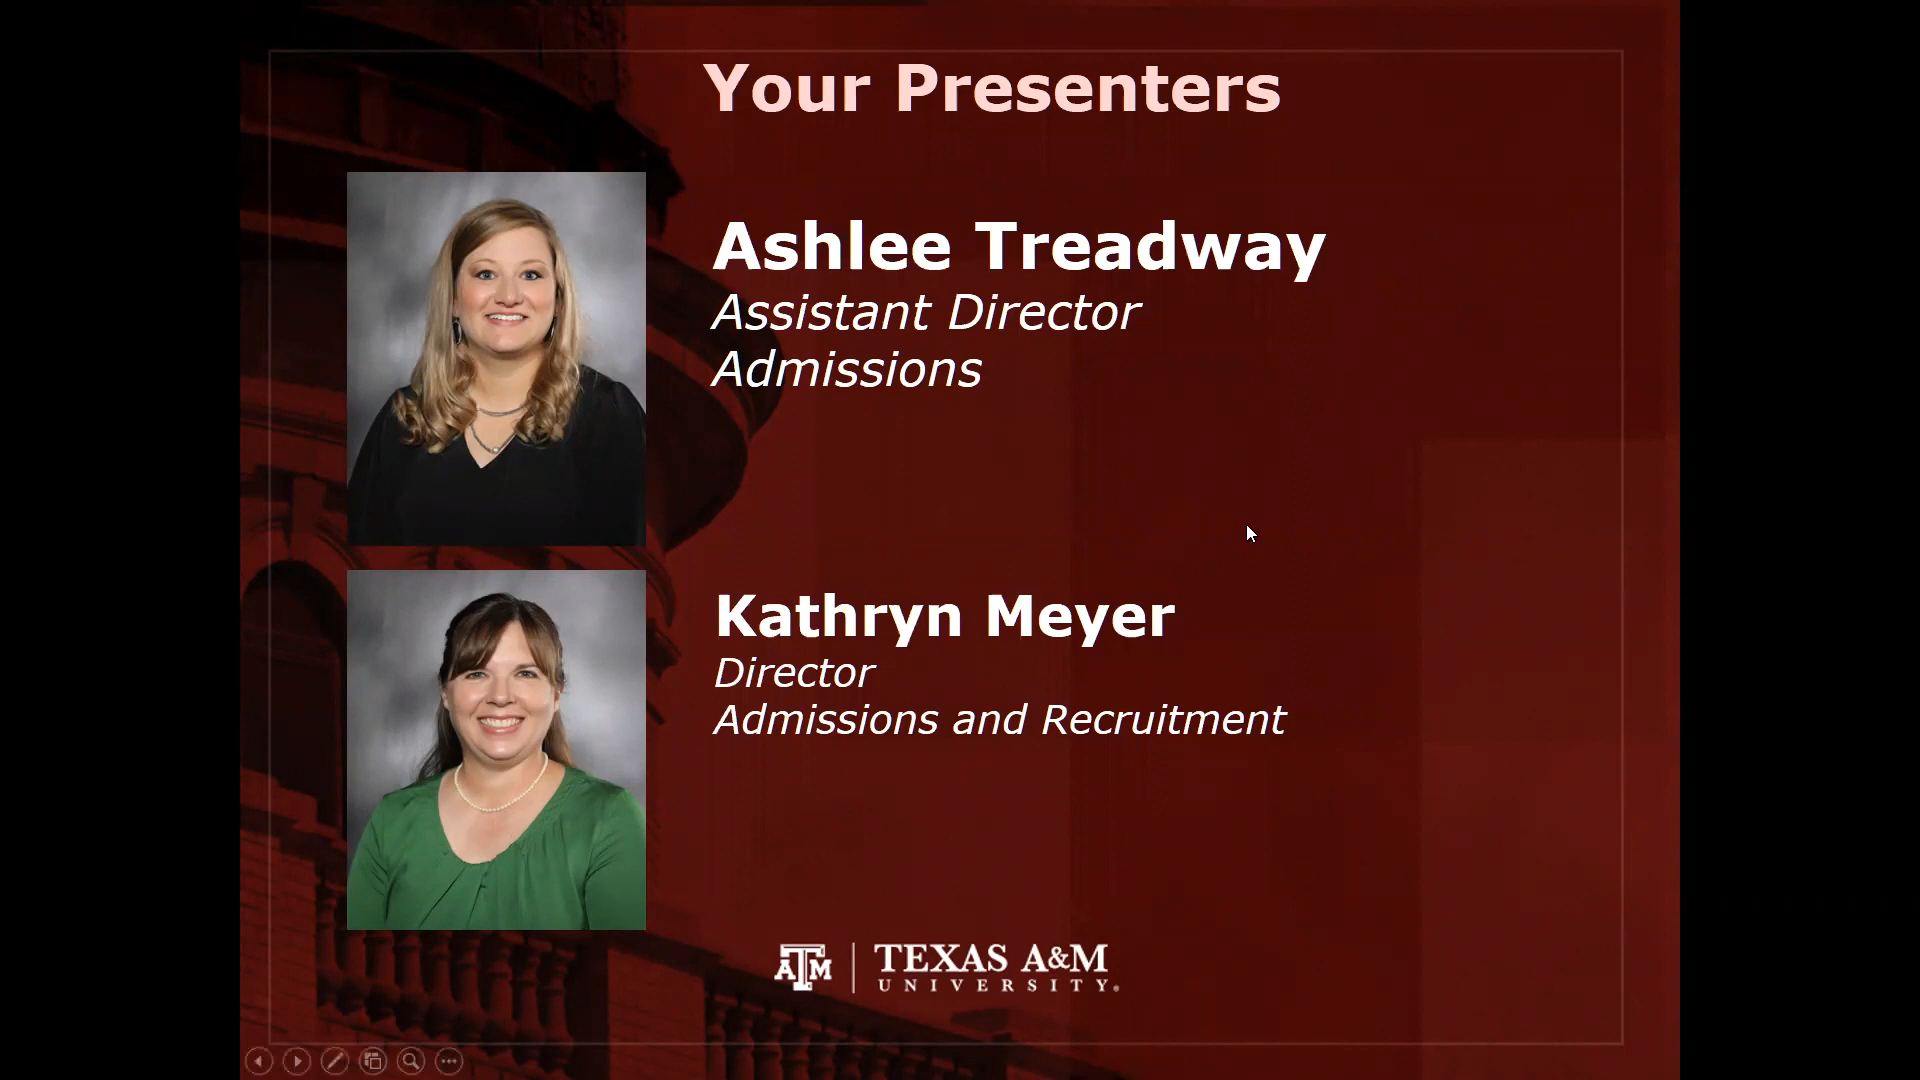 Your Presenters
Ashlee Treadway
Assistant Director
Admissions
Kathryn Meyer
Director
Admissions and Recruitment
ATM
TEXAS A&M
UNIVERSITY®